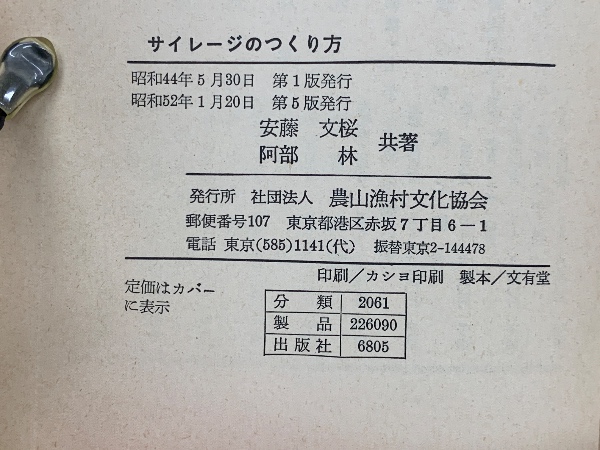 サイレージのつくり方
昭和44年5月30日 第1版発行
昭和52年1月20日 第5版発行
安藤 文桜
阿部 林 共著
発行所 社団法人 農山漁村文化協会
郵便番号107 東京都港区赤坂7丁目6—1
電話 東京(585)1141(代) 振替東京2-144478
印刷／カショ印刷 製本／文有堂
定価はカバー
に表示
分類 2061
製品 226090
出版社 6805